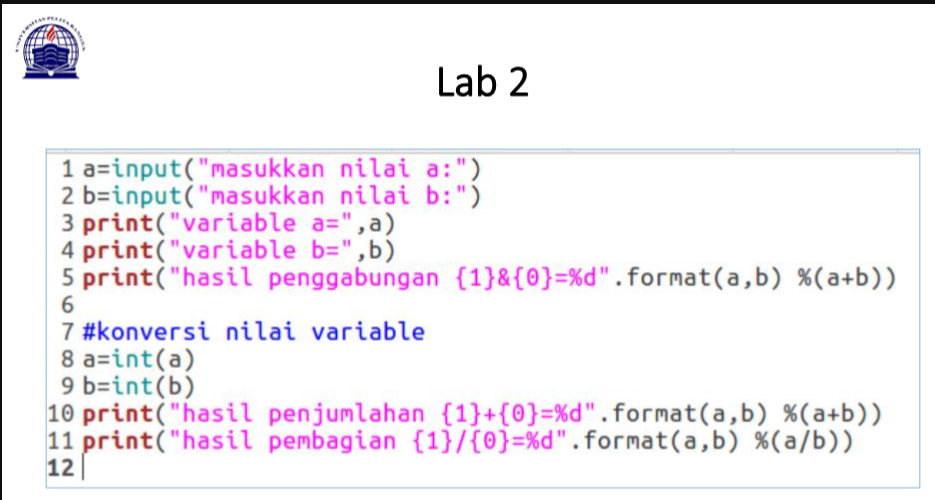 UNIVERSITAS PELITA BANGSA
Lab 2
1 a=input("masukkan nilai a:")
2 b=input("masukkan nilai b:")
3 print("variable a=",a)
4 print("variable b=",b)
5 print("hasil penggabungan {1}&{0}=%d".format(a,b) %(a+b))
6
7 #konversi nilai variable
8 a=int(a)
9 b=int(b)
10 print("hasil penjumlahan {1}+{0}=%d".format(a,b) %(a+b))
11 print("hasil pembagian {1}/{0}=%d".format(a,b) %(a/b))
12